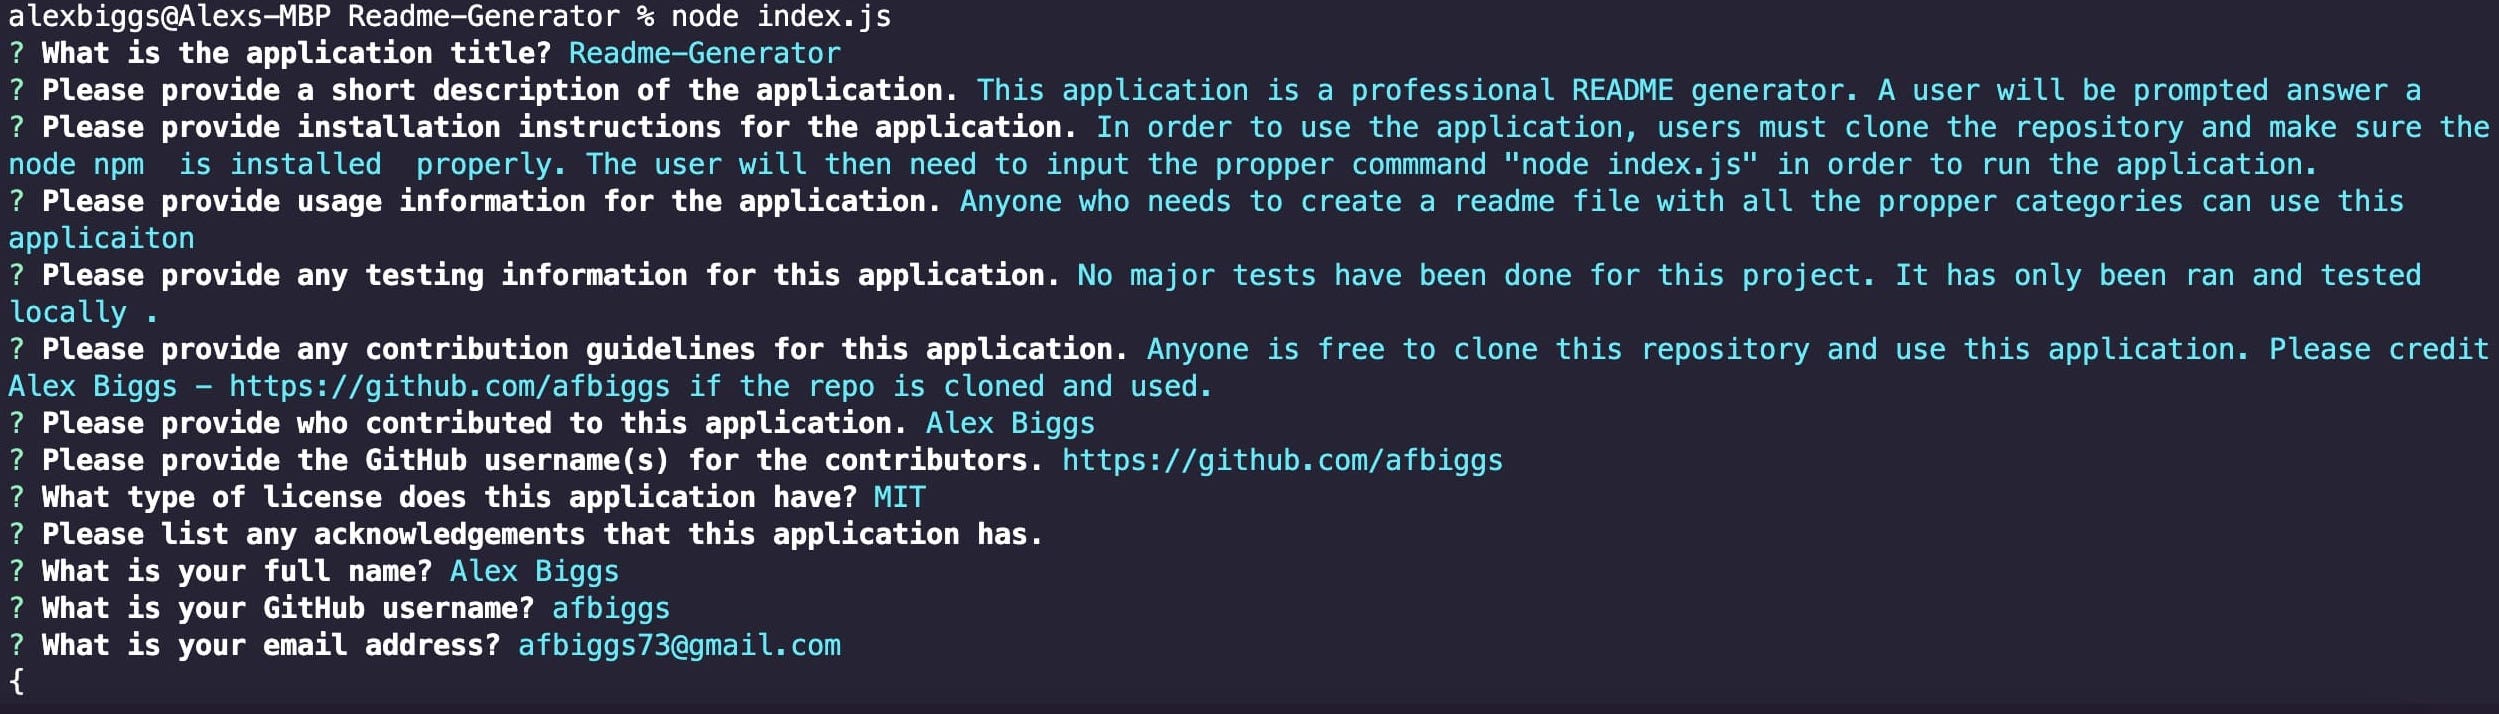 alexbiggs@Alexs-MBP Readme-Generator % node index.js
? What is the application title? Readme-Generator
? Please provide a short description of the application. This application is a professional README generator. A user will be prompted answer a
? Please provide installation instructions for the application. In order to use the application, users must clone the repository and make sure the
node npm  is installed  properly. The user will then need to input the propper commmand "node index.js" in order to run the application.
? Please provide usage information for the application. Anyone who needs to create a readme file with all the propper categories can use this
applicaiton
? Please provide any testing information for this application. No major tests have been done for this project. It has only been ran and tested
locally .
? Please provide any contribution guidelines for this application. Anyone is free to clone this repository and use this application. Please credit
Alex Biggs – https://github.com/afbiggs if the repo is cloned and used.
? Please provide who contributed to this application. Alex Biggs
? Please provide the GitHub username(s) for the contributors. https://github.com/afbiggs
? What type of license does this application have? MIT
? Please list any acknowledgements that this application has.
? What is your full name? Alex Biggs
? What is your GitHub username? afbiggs
? What is your email address? afbiggs73@gmail.com
{